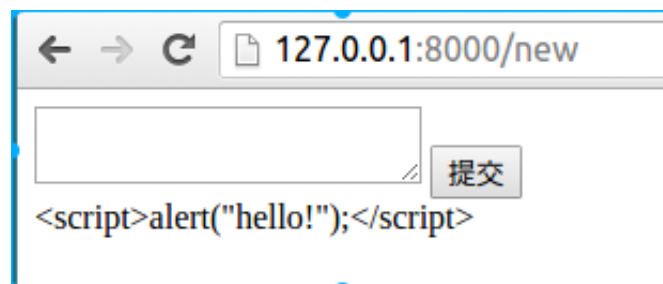 127.0.0.1:8000/new
提交
<script>alert("hello!");</script>